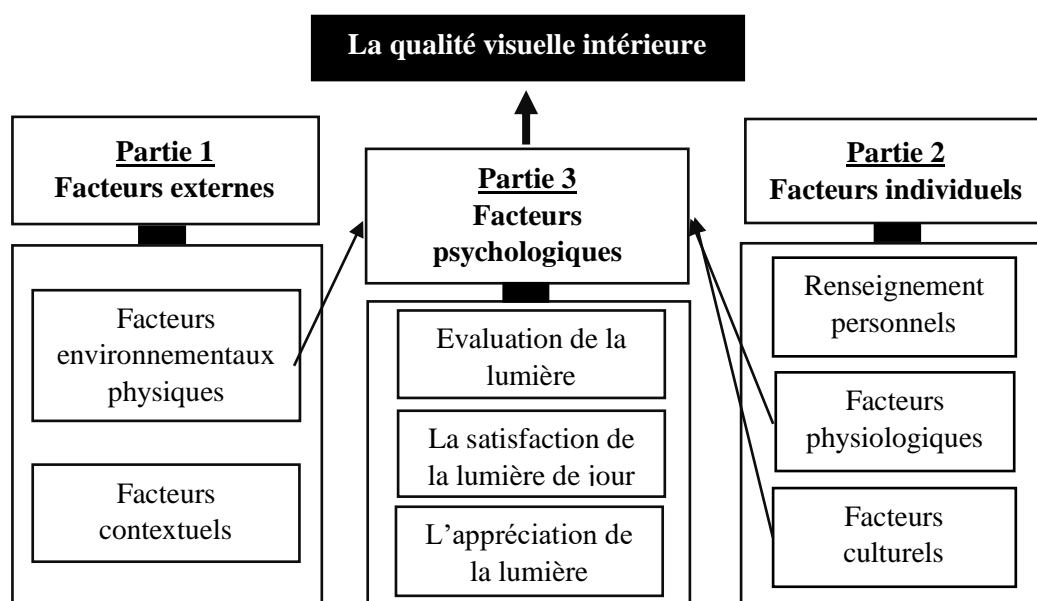 La qualité visuelle intérieure
Partie 1
Facteurs externes
Facteurs
environnementaux
physiques
Facteurs
contextuels
Partie 3
Facteurs
psychologiques
Evaluation de la
lumière
La satisfaction de
la lumière de jour
L’appréciation de
la lumière
Partie 2
Facteurs individuels
Renseignement
personnels
Facteurs
physiologiques
Facteurs
culturels